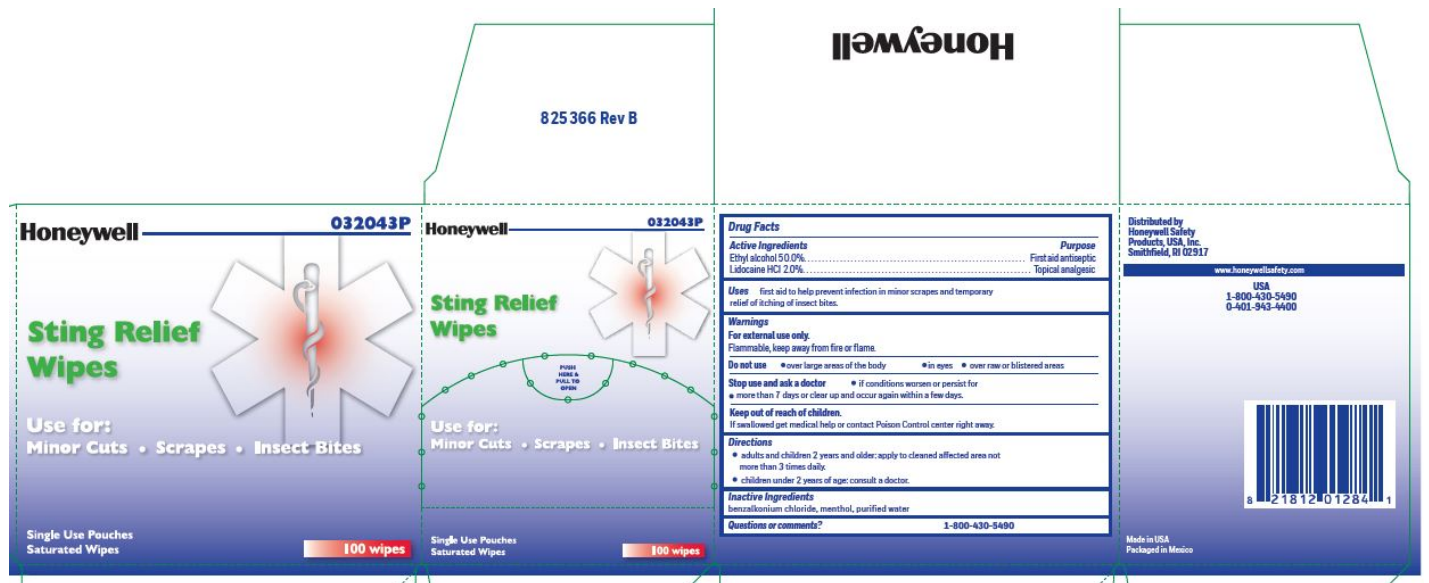 Honeywell
825366 Rev B
Honeywell 032043P
Sting Relief
Wipes
Use for:
Minor Cuts • Scrapes • Insect Bites
Single Use Pouches
Saturated Wipes
100 wipes
Honeywell 032043P
Sting Relief
Wipes
PUSH
HERE &
PULL TO
OPEN
Use for:
Minor Cuts • Scrapes • Insect Bites
Single Use Pouches
Saturated Wipes
100 wipes
Drug Facts
Active Ingredients Purpose
Ethyl alcohol 50.0%........................................ First aid antiseptic
Lidocaine HCl 2.0%........................................ Topical analgesic
Uses first aid to help prevent infection in minor scrapes and temporary
relief of itching of insect bites.
Warnings
For external use only.
Flammable, keep away from fire or flame.
Do not use • over large areas of the body • in eyes • over raw or blistered areas
Stop use and ask a doctor • if conditions worsen or persist for
• more than 7 days or clear up and occur again within a few days.
Keep out of reach of children.
If swallowed get medical help or contact Poison Control center right away.
Directions
• adults and children 2 years and older: apply to cleaned affected area not
more than 3 times daily.
• children under 2 years of age: consult a doctor.
Inactive Ingredients
benzalkonium chloride, menthol, purified water
Questions or comments? 1-800-430-5490
Distributed by
Honeywell Safety
Products, USA, Inc.
Smithfield, RI 02917
www.honeywellsafety.com
USA
1-800-430-5490
0-401-943-4400
8 21812 01284 1
Made in USA
Packaged in Mexico